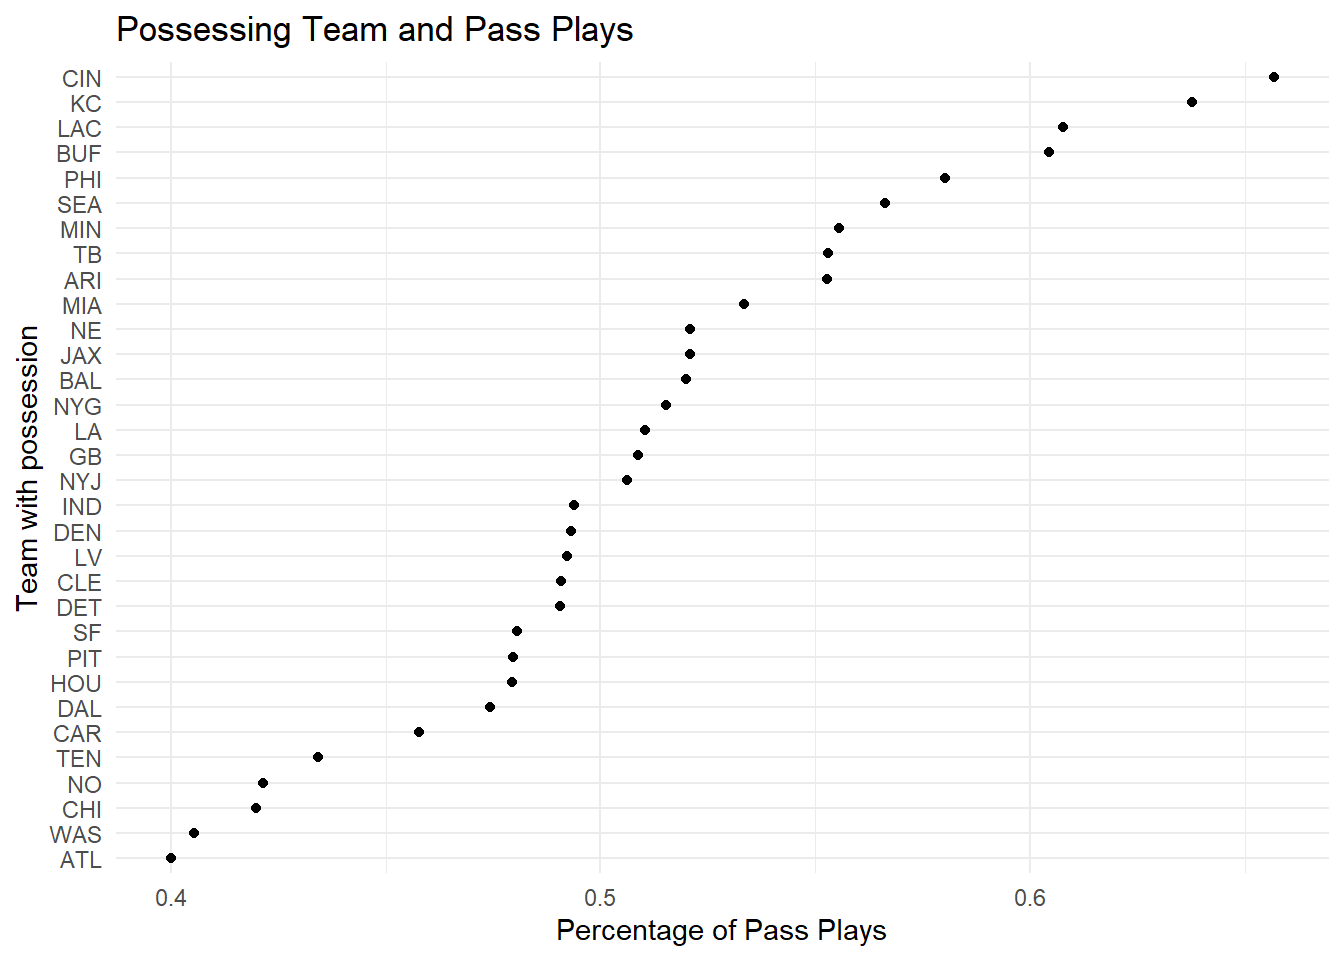 Possessing Team and Pass Plays
Team with possession
CIN
KC
LAC
BUF
PHI
SEA
MIN
TB
ARI
MIA
NE
JAX
BAL
NYG
LA
GB
NYJ
IND
DEN
LV
CLE
DET
SF
PIT
HOU
DAL
CAR
TEN
NO
CHI
WAS
ATL
0.4 0.5 0.6
Percentage of Pass Plays